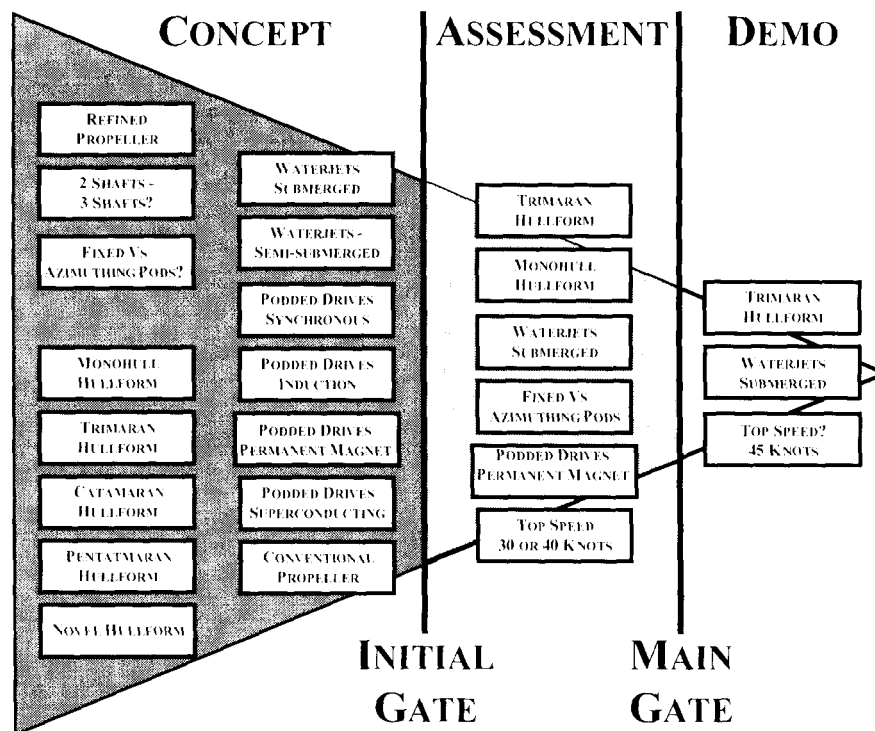 CONCEPT
ASSESSMENT
DEMO
REFINED
PROPELLER
2 SHAFTS -
3 SHAFTS?
FIXED VS
AZIMUTHING PODS?
MONOHULL
HULLFORM
TRIMARAN
HULLFORM
CATAMARAN
HULLFORM
PENTATMARAN
HULLFORM
NOVEL HULLFORM
WATERJETS
SUBMERGED
WATERJETS -
SEMI-SUBMERGED
PODDED DRIVES
SYNCHRONOUS
PODDED DRIVES
INDUCTION
PODDED DRIVES
PERMANENT MAGNET
PODDED DRIVES
SUPERCONDUCTING
CONVENTIONAL
PROPELLER
TRIMARAN
HULLFORM
MONOHULL
HULLFORM
WATERJETS
SUBMERGED
FIXED VS
AZIMUTHING PODS
PODDED DRIVES
PERMANENT MAGNET
TOP SPEED
30 OR 40 KNOTS
TRIMARAN
HULLFORM
WATERJETS
SUBMERGED
TOP SPEED?
45 KNOTS
INITIAL
GATE
MAIN
GATE